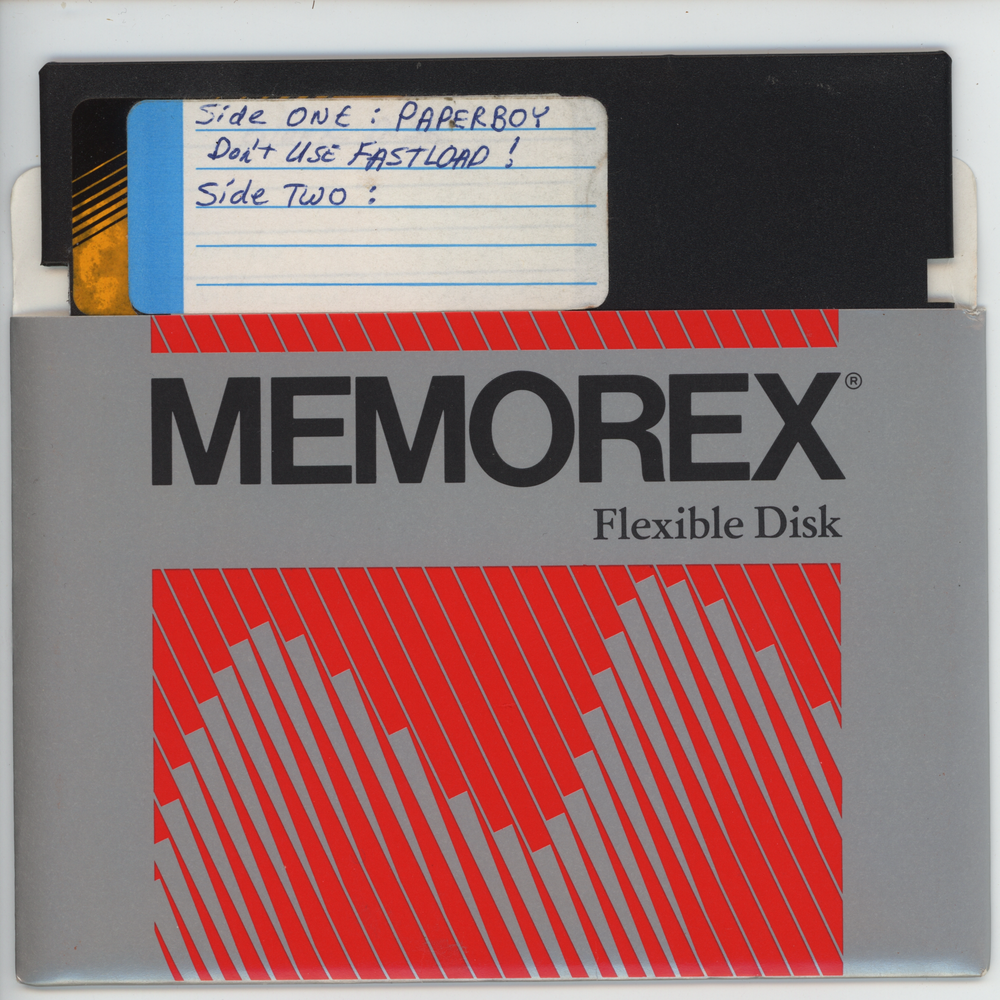 Side ONE : PAPERBOY
Don't USE FASTLOAD !
Side TWO :
MEMOREX®
Flexible Disk